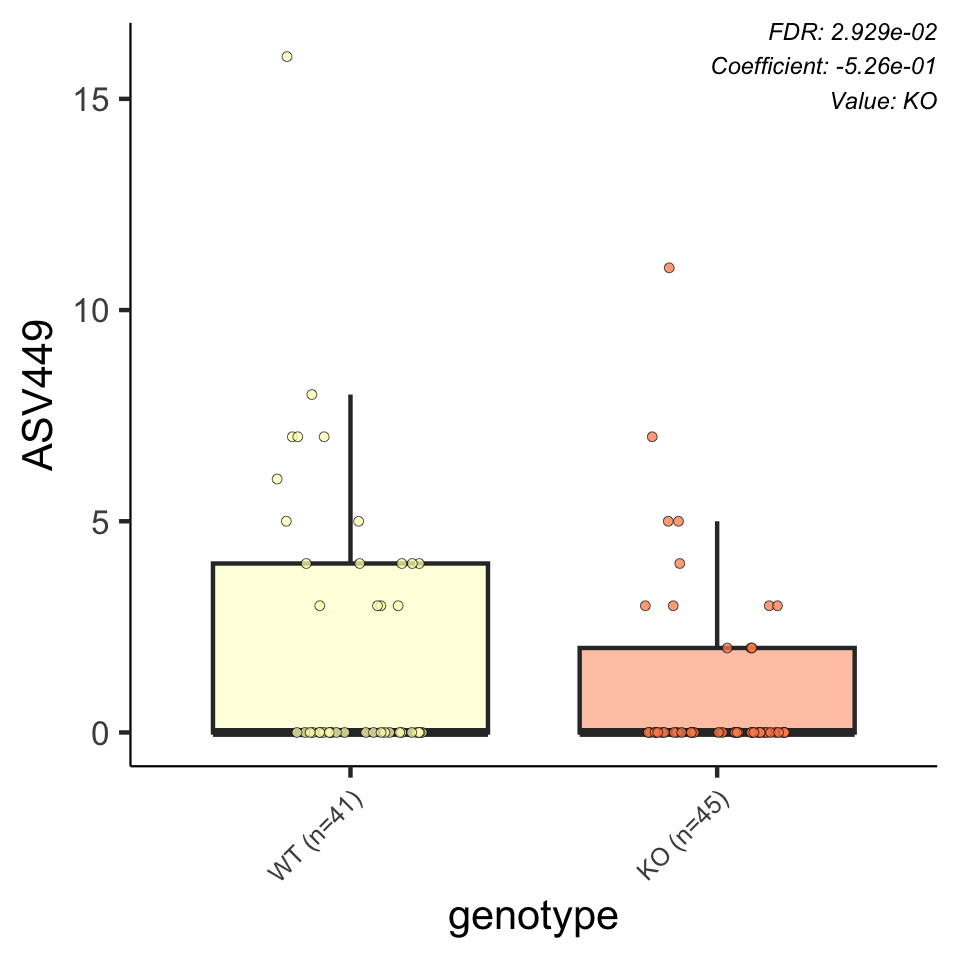 FDR: 2.929e-02
Coefficient: -5.26e-01
Value: KO
15
10
5
0
ASV449
WT (n=41)
KO (n=45)
genotype